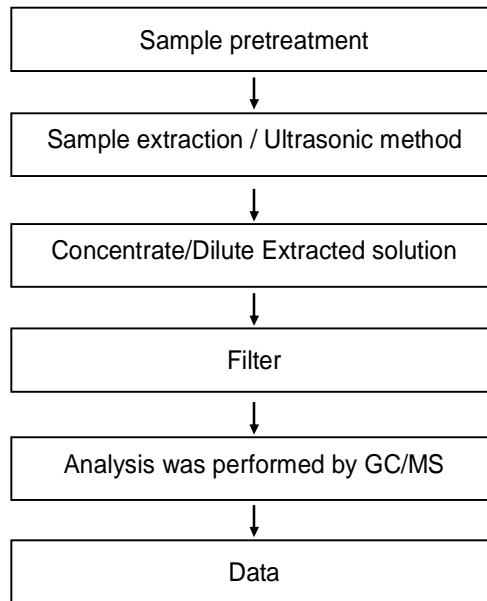 Sample pretreatment
Sample extraction / Ultrasonic method
Concentrate/Dilute Extracted solution
Filter
Analysis was performed by GC/MS
Data